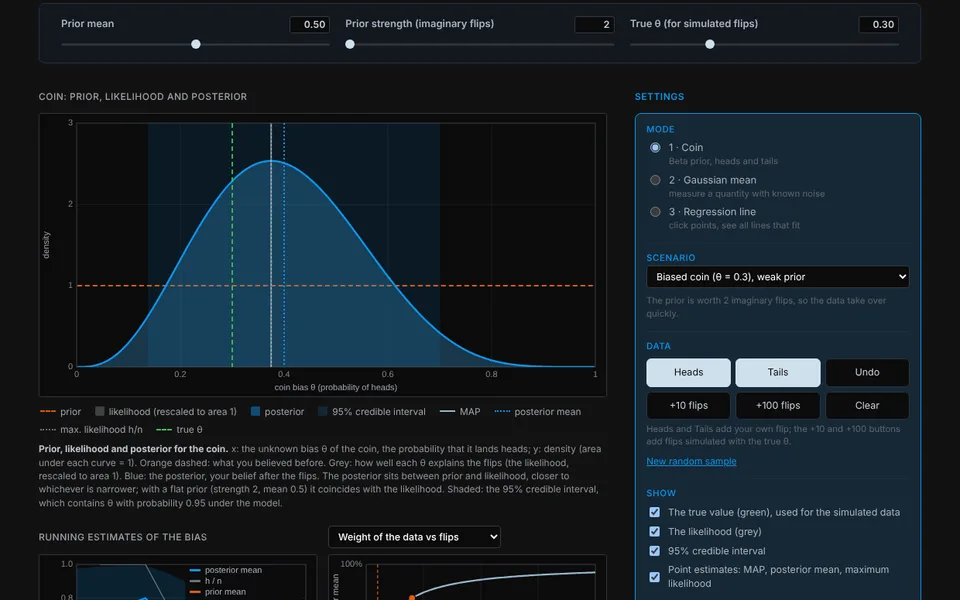 Prior mean
0.50
Prior strength (imaginary flips)
2
True θ (for simulated flips)
0.30
COIN: PRIOR, LIKELIHOOD AND POSTERIOR
3
2
1
0
density
0
0.2
0.4
0.6
0.8
1
coin bias θ (probability of heads)
prior
likelihood (rescaled to area 1)
posterior
95% credible interval
MAP
posterior mean
max. likelihood h/n
true θ
Prior, likelihood and posterior for the coin. x: the unknown bias θ of the coin, the probability that it lands heads; y: density (area
under each curve = 1). Orange dashed: what you believed before. Grey: how well each θ explains the flips (the likelihood,
rescaled to area 1). Blue: the posterior, your belief after the flips. The posterior sits between prior and likelihood, closer to
whichever is narrower; with a flat prior (strength 2, mean 0.5) it coincides with the likelihood. Shaded: the 95% credible interval,
which contains θ with probability 0.95 under the model.
RUNNING ESTIMATES OF THE BIAS
1.0
0.8
posterior mean
h / n
prior mean
Weight of the data vs flips
100%
SETTINGS
MODE
1 · Coin
Beta prior, heads and tails
2 · Gaussian mean
measure a quantity with known noise
3 · Regression line
click points, see all lines that fit
SCENARIO
Biased coin (θ = 0.3), weak prior
The prior is worth 2 imaginary flips, so the data take over
quickly.
DATA
Heads
Tails
Undo
+10 flips
+100 flips
Clear
Heads and Tails add your own flip; the +10 and +100 buttons
add flips simulated with the true θ.
New random sample
SHOW
The true value (green), used for the simulated data
The likelihood (grey)
95% credible interval
Point estimates: MAP, posterior mean, maximum
likelihood